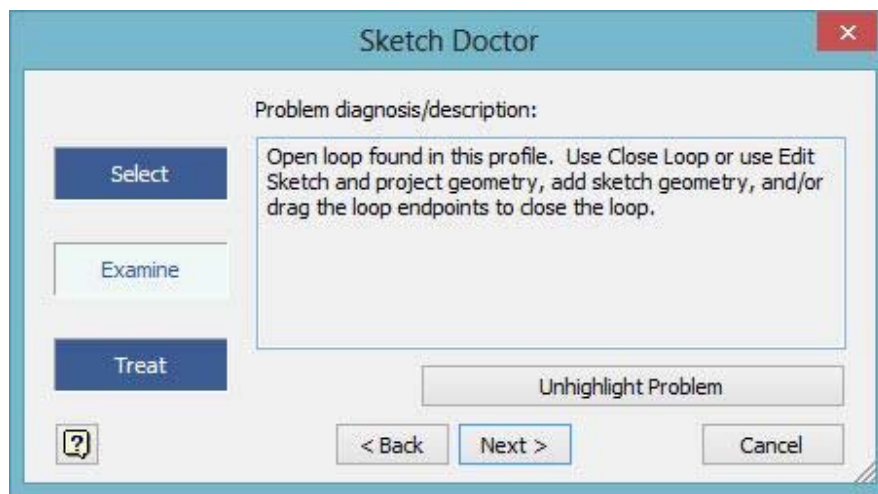 Sketch Doctor
Problem diagnosis/description:
Select
Examine
Treat
Open loop found in this profile. Use Close Loop or use Edit
Sketch and project geometry, add sketch geometry, and/or
drag the loop endpoints to close the loop.
Unhighlight Problem
?
< Back
Next >
Cancel